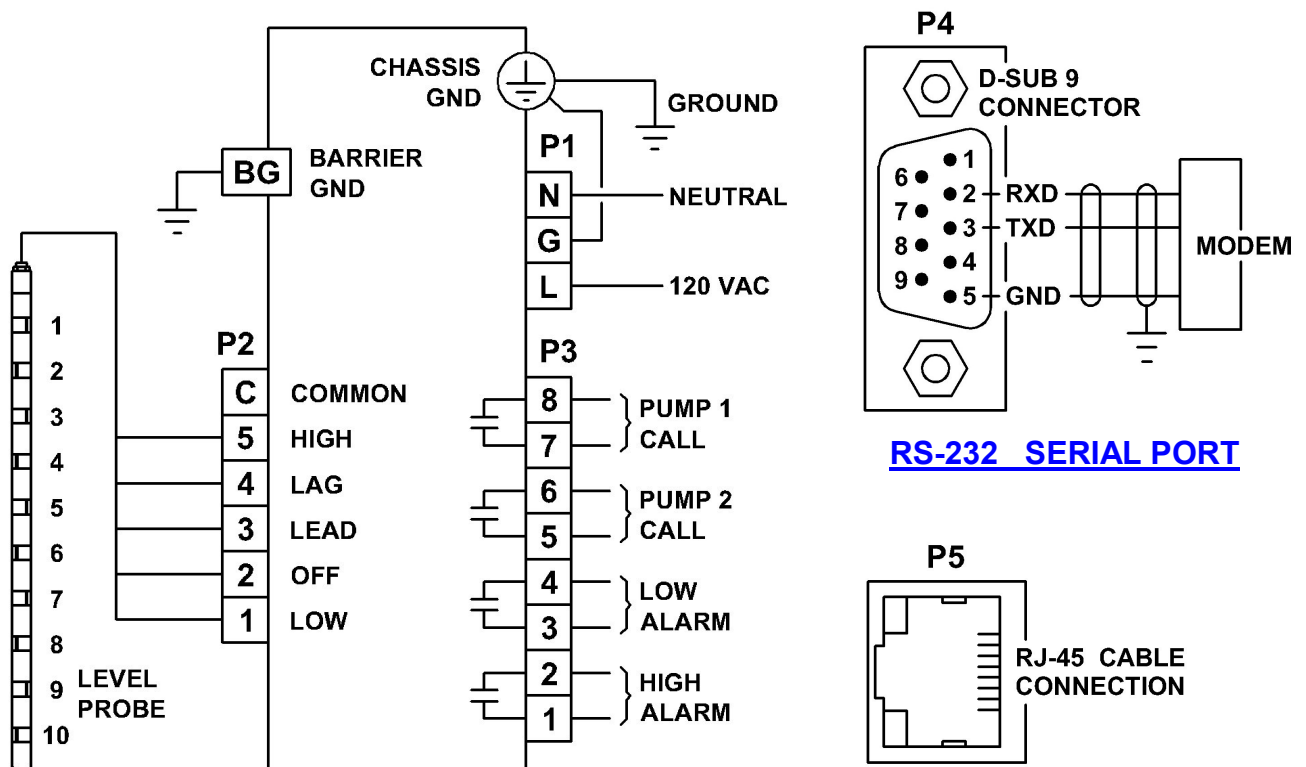 CHASSIS
GND
GROUND
BG
BARRIER
GND
P1
N
NEUTRAL
G
L
120 VAC
1
2
3
4
5
6
7
8
9
10
LEVEL
PROBE
P2
C
COMMON
5
HIGH
4
LAG
3
LEAD
2
OFF
1
LOW
P3
8
7
PUMP 1
CALL
6
5
PUMP 2
CALL
4
3
LOW
ALARM
2
1
HIGH
ALARM
P4
D-SUB 9
CONNECTOR
1
6
2
RXD
7
3
TXD
8
4
9
5
GND
MODEM
RS-232 SERIAL PORT
P5
RJ-45 CABLE
CONNECTION